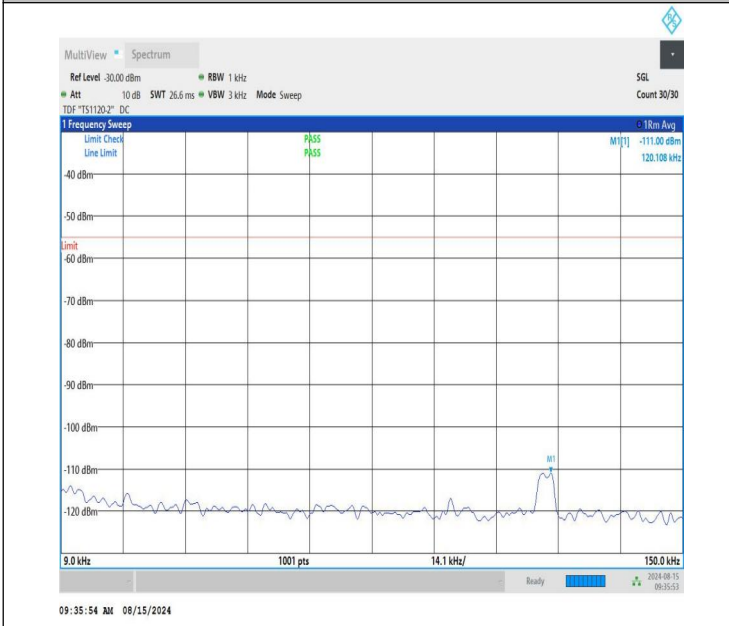 MultiView Spectrum
Ref Level -30.00 dBm RBW 1 kHz SGL
Att 10 dB SWT 26.6 ms VBW 3 kHz Mode Sweep Count 30/30
TDF "TS1120-2" DC
1 Frequency Sweep 1Rm Avg
Limit Check PASS M1[1] -111.00 dBm
Line Limit PASS 120.108 kHz
-40 dBm
-50 dBm
Limit
-60 dBm
-70 dBm
-80 dBm
-90 dBm
-100 dBm
M1
-110 dBm
-120 dBm
9.0 kHz 1001 pts 14.1 kHz/ 150.0 kHz
Ready 2024-08-15
09:35:53
09:35:54 AM 08/15/2024